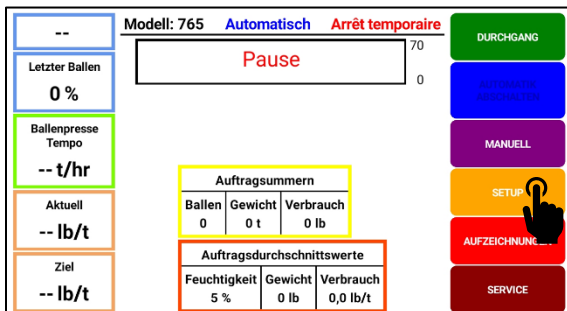 --
Letzter Ballen
0 %
Ballenpresse
Tempo
-- t/hr
Aktuell
-- lb/t
Ziel
-- lb/t
Modell: 765 Automatisch Arrêt temporaire
Pause
70
0
Auftragsummern
Ballen Gewicht Verbrauch
0 0 t 0 lb
Auftragsdurchschnittswerte
Feuchtigkeit Gewicht Verbrauch
5 % 0 lb 0,0 lb/t
DURCHGANG
MANUELL
SETUP
SERVICE